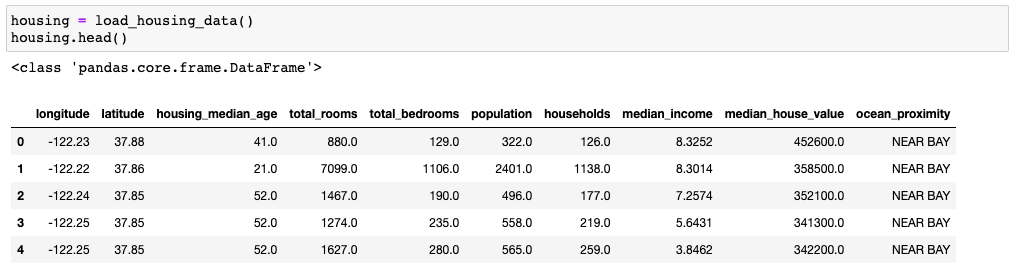 housing = load_housing_data()
housing.head()
<class 'pandas.core.frame.DataFrame'>
longitude latitude housing_median_age total_rooms total_bedrooms population households median_income median_house_value ocean_proximity
0 -122.23 37.88 41.0 880.0 129.0 322.0 126.0 8.3252 452600.0 NEAR BAY
1 -122.22 37.86 21.0 7099.0 1106.0 2401.0 1138.0 8.3014 358500.0 NEAR BAY
2 -122.24 37.85 52.0 1467.0 190.0 496.0 177.0 7.2574 352100.0 NEAR BAY
3 -122.25 37.85 52.0 1274.0 235.0 558.0 219.0 5.6431 341300.0 NEAR BAY
4 -122.25 37.85 52.0 1627.0 280.0 565.0 259.0 3.8462 342200.0 NEAR BAY